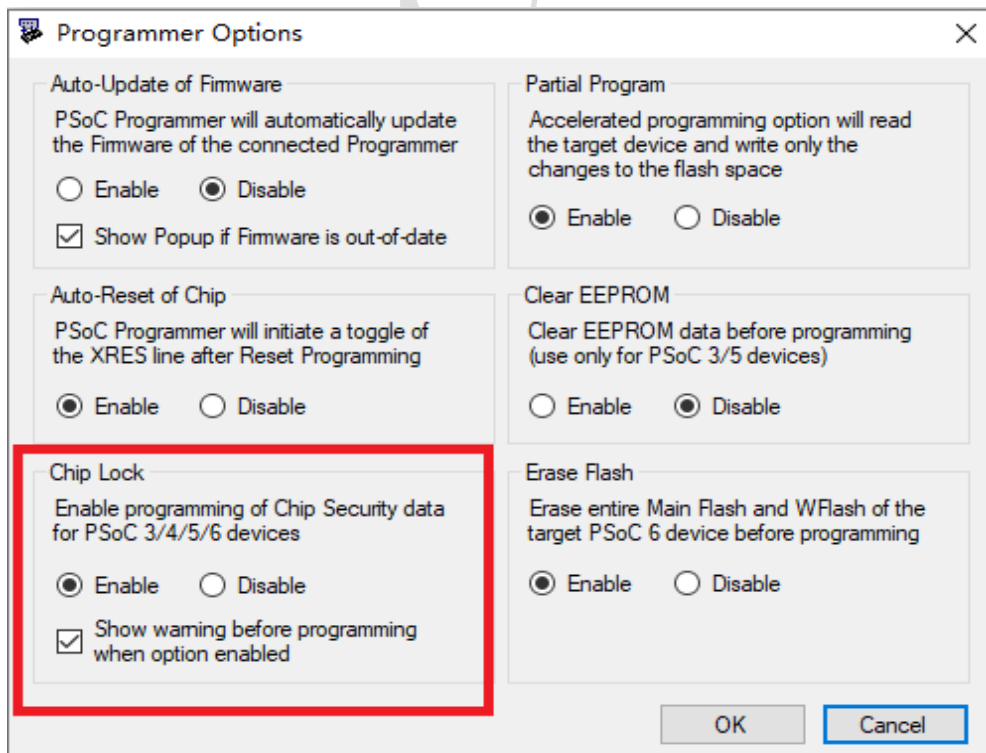 Programmer Options
Auto-Update of Firmware
PSoC Programmer will automatically update
the Firmware of the connected Programmer
Enable Disable
Show Popup if Firmware is out-of-date
Partial Program
Accelerated programming option will read
the target device and write only the
changes to the flash space
Enable Disable
Auto-Reset of Chip
PSoC Programmer will initiate a toggle of
the XRES line after Reset Programming
Enable Disable
Clear EEPROM
Clear EEPROM data before programming
(use only for PSoC 3/5 devices)
Enable Disable
Chip Lock
Enable programming of Chip Security data
for PSoC 3/4/5/6 devices
Enable Disable
Show warning before programming
when option enabled
Erase Flash
Erase entire Main Flash and WFlash of the
target PSoC 6 device before programming
Enable Disable
OK Cancel